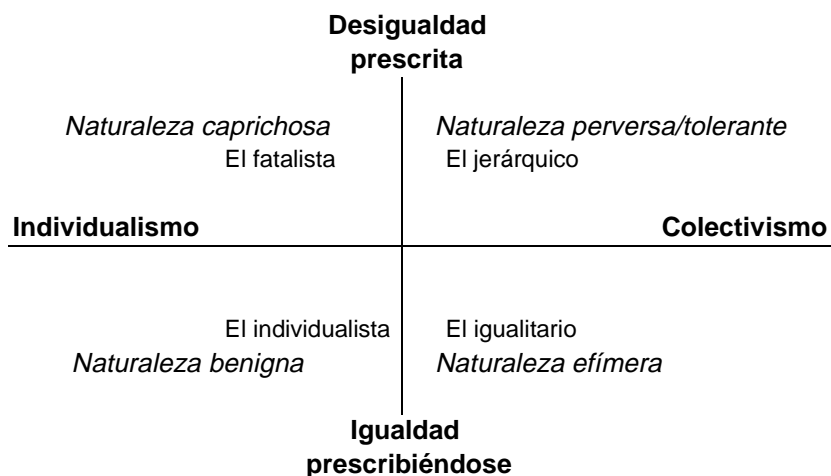 Desigualdad
prescrita
Naturaleza caprichosa
Naturaleza perversa/tolerante
El fatalista
El jerárquico
Individualismo
Colectivismo
El individualista
El igualitario
Naturaleza benigna
Naturaleza efímera
Igualdad
prescribiéndose